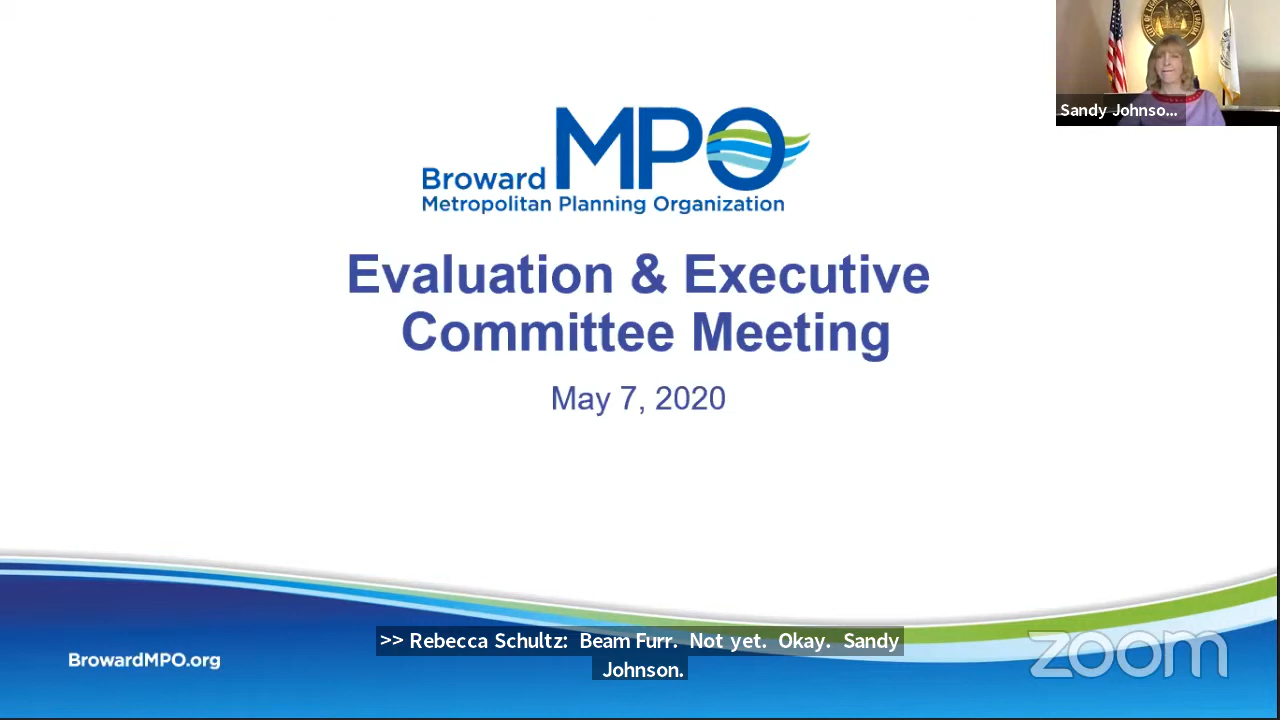 Sandy Johnso...
Broward MPO
Metropolitan Planning Organization
Evaluation & Executive
Committee Meeting
May 7, 2020
>> Rebecca Schultz: Beam Furr. Not yet. Okay. Sandy
Johnson.
BrowardMPO.org
zoom